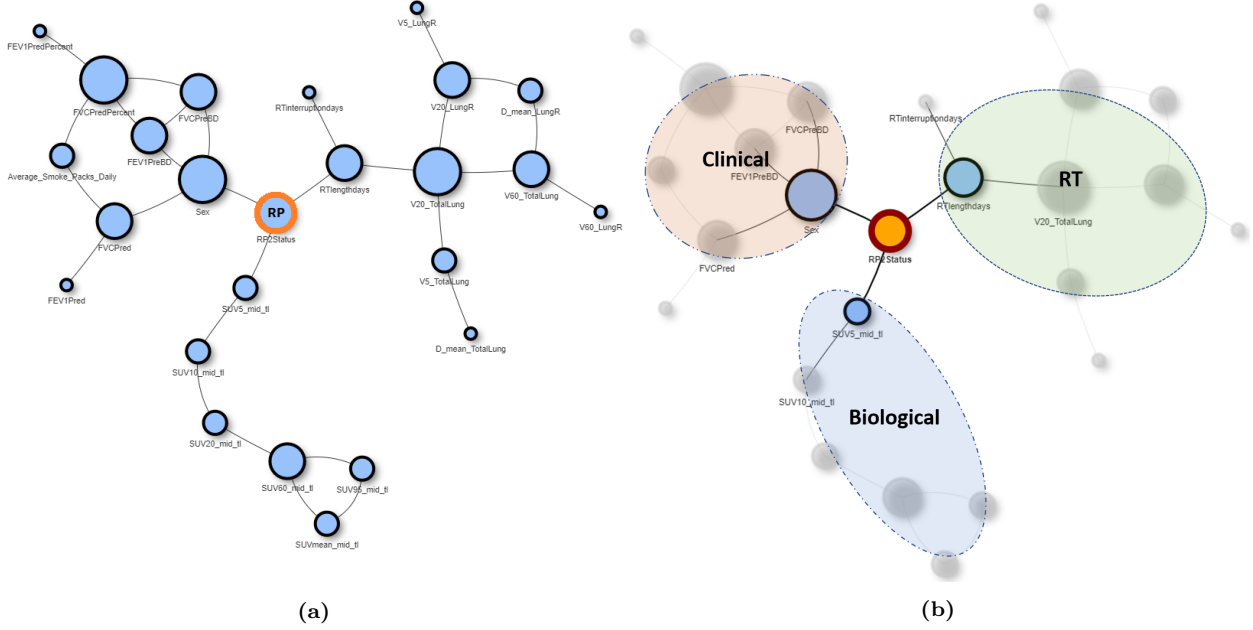 V5_LungR
FEV1PredPercent
FVCPredPercent
FVCPreBD
V20_LungR
D_mean_LungR
RTinterruptiondays
FEV1PreBD
Average_Smoke_Packs_Daily
Sex
RTlengthdays
V20_TotalLung
V60_TotalLung
RP
RP2Status
V60_LungR
FVCPred
V5_TotalLung
FEV1Pred
SUV5_mid_tl
D_mean_TotalLung
SUV10_mid_tl
SUV20_mid_tl
SUV60_mid_tl
SUV95_mid_tl
SUVmean_mid_tl
(a)
RTinterruptiondays
FVCPreBD
Clinical
FEV1PreBD
RT
RTlengthdays
V20_TotalLung
Sex
RP2Status
FVCPred
SUV5_mid_tl
SUV10_mid_tl
Biological
(b)